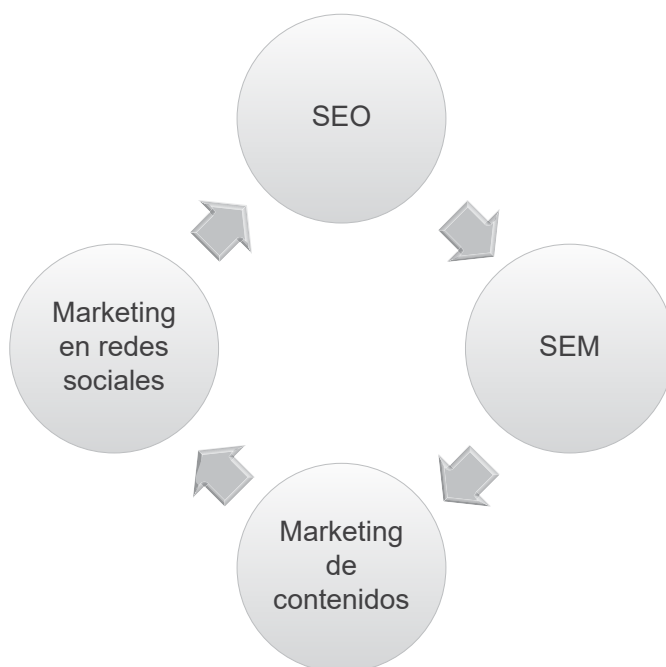 SEO
SEM
Marketing
de
contenidos
Marketing
en redes
sociales